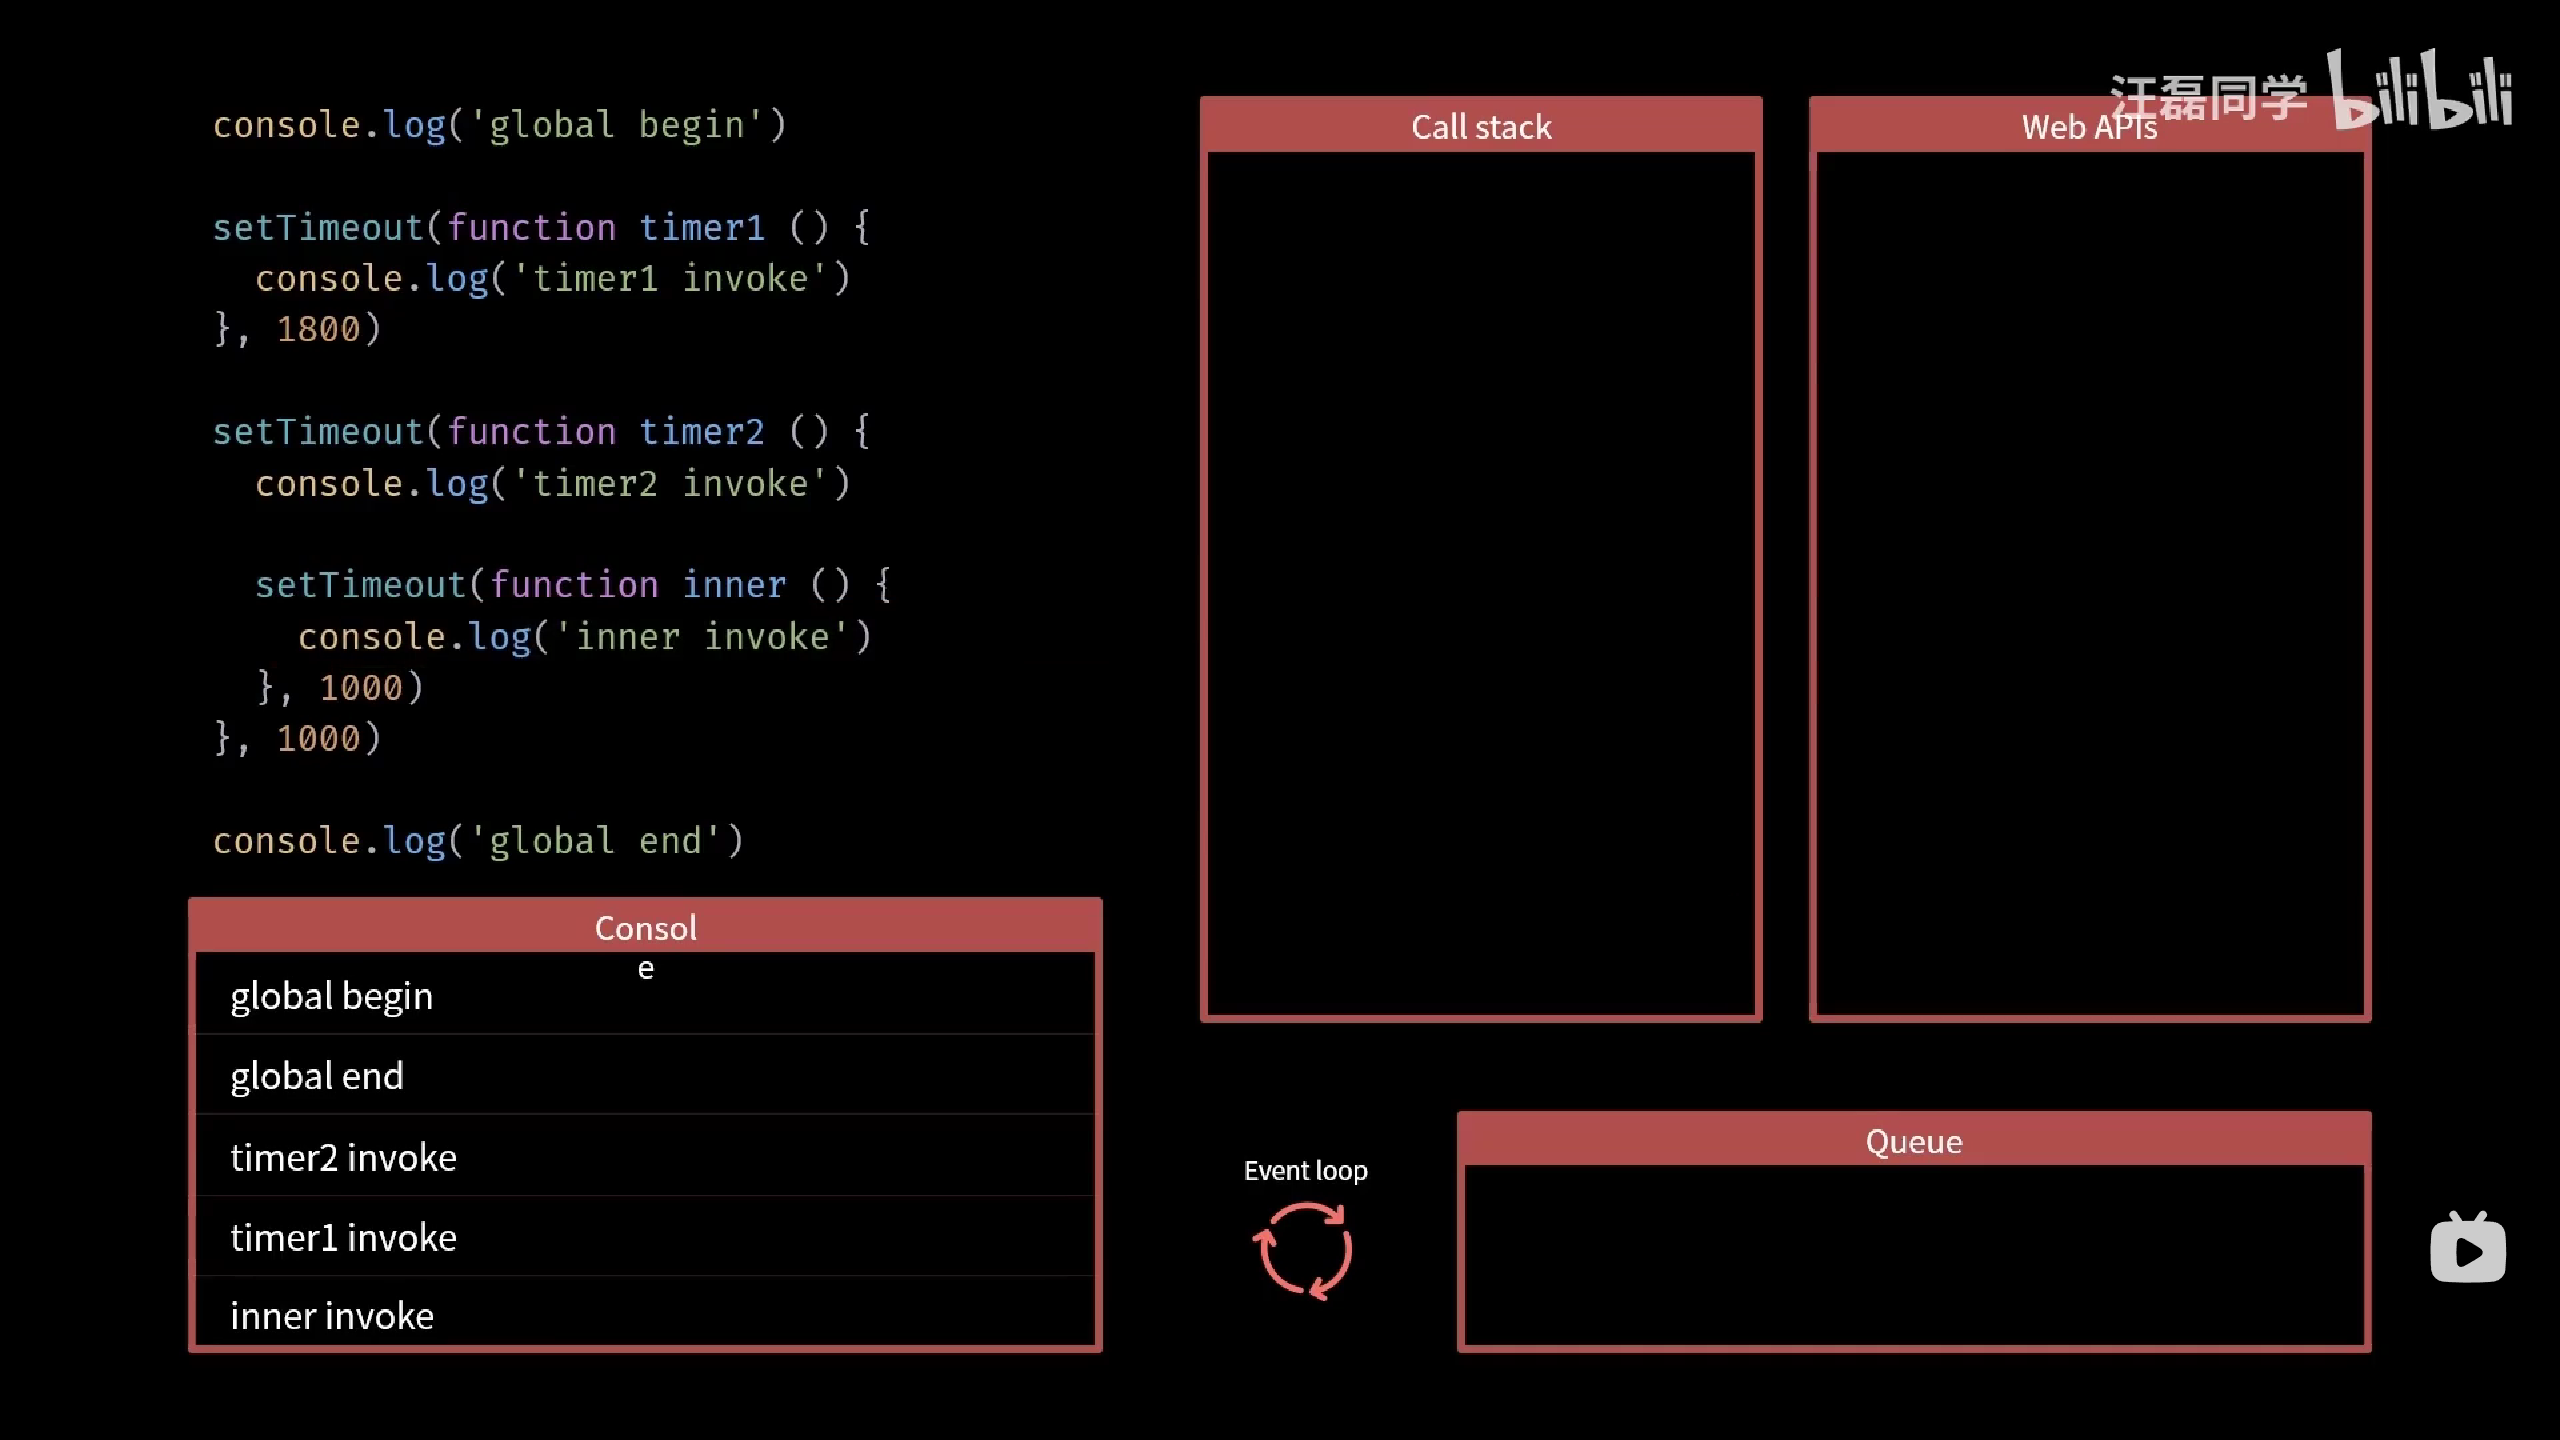 console.log('global begin')
setTimeout(function timer1 () {
  console.log('timer1 invoke')
}, 1800)
setTimeout(function timer2 () {
  console.log('timer2 invoke')
  setTimeout(function inner () {
    console.log('inner invoke')
  }, 1000)
}, 1000)
console.log('global end')
Consol
e
global begin
global end
timer2 invoke
timer1 invoke
inner invoke
Call stack
汪磊同学 bilibili
Web APIs
Event loop
Queue